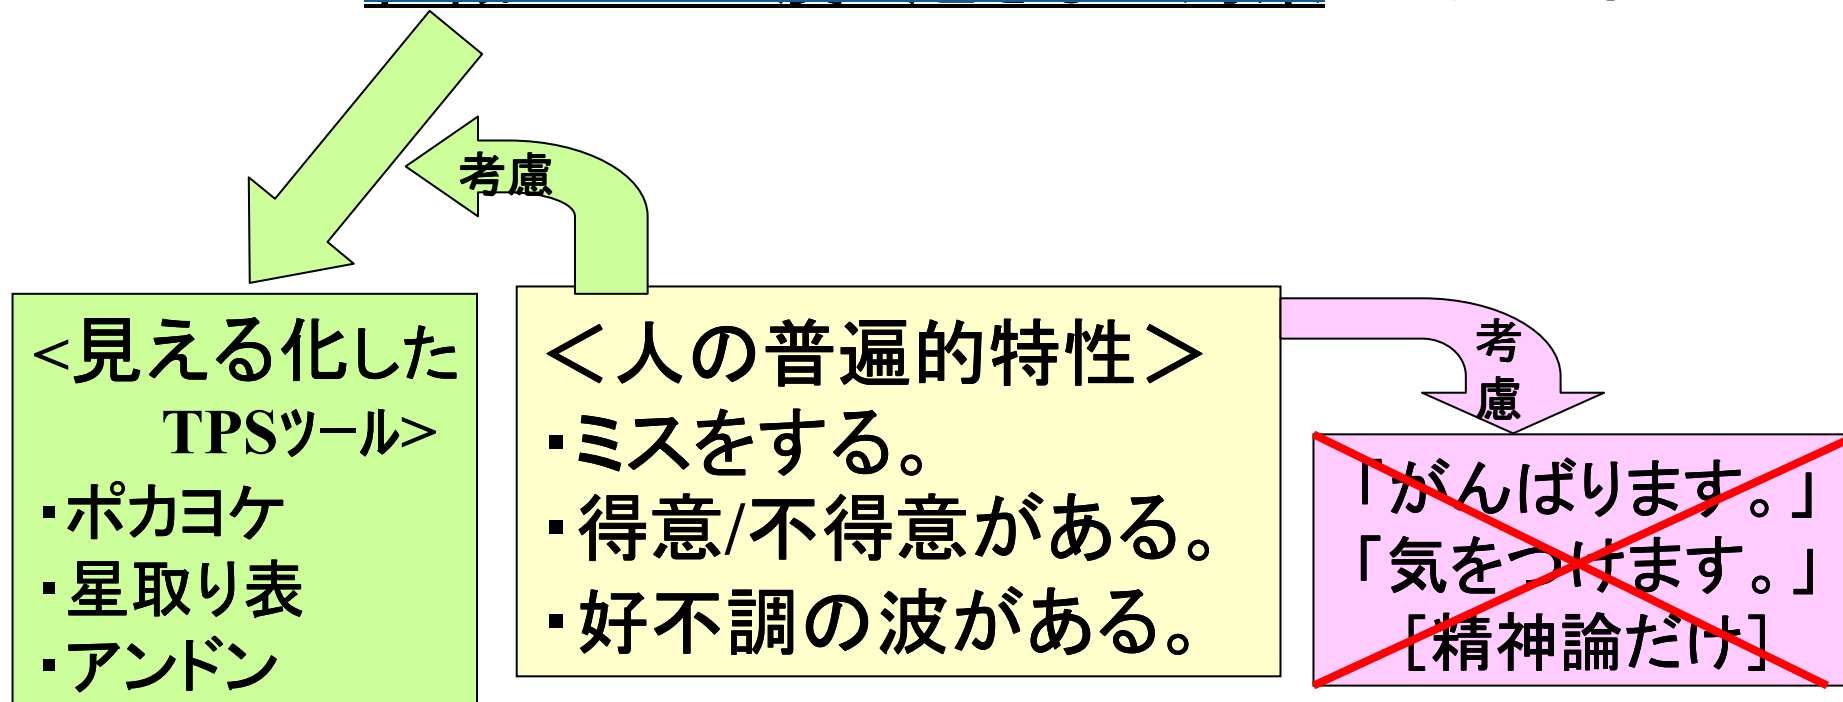 考慮
<見える化した
TPSツール>
・ポカヨケ
・星取り表
・アンドン
＜人の普遍的特性＞
・ミスをする。
・得意/不得意がある。
・好不調の波がある。
考
慮
「がんばります。」
「気をつけます。」
［精神論だけ］